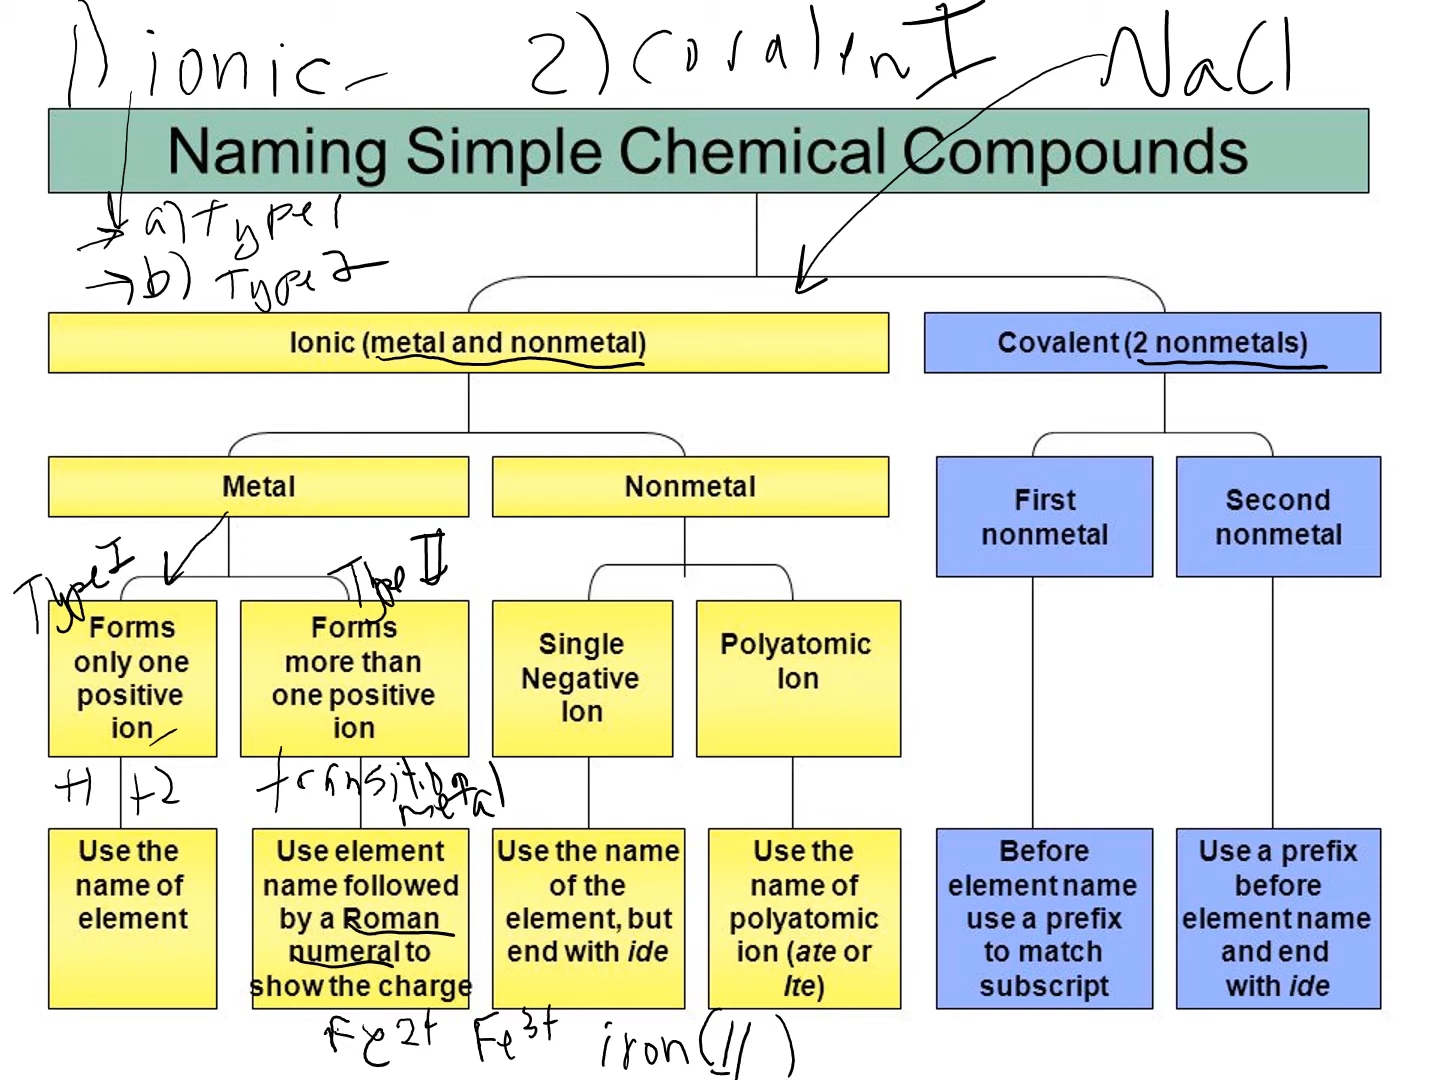 1) ionic 2) Covalent NaCl
Naming Simple Chemical Compounds
a) type 1
b) Type 2
Ionic (metal and nonmetal)
Covalent (2 nonmetals)
Metal
Nonmetal
First
nonmetal
Second
nonmetal
Type I
Type II
Forms
only one
positive
ion
Forms
more than
one positive
ion
Single
Negative
Ion
Polyatomic
Ion
+1 +2
transition
metal
Use the
name of
element
Use element
name followed
by a Roman
numeral to
show the charge
Use the name
of the
element, but
end with ide
Use the
name of
polyatomic
ion (ate or
Ite)
Before
element name
use a prefix
to match
subscript
Use a prefix
before
element name
and end
with ide
Fe2+ Fe3+ iron(II)